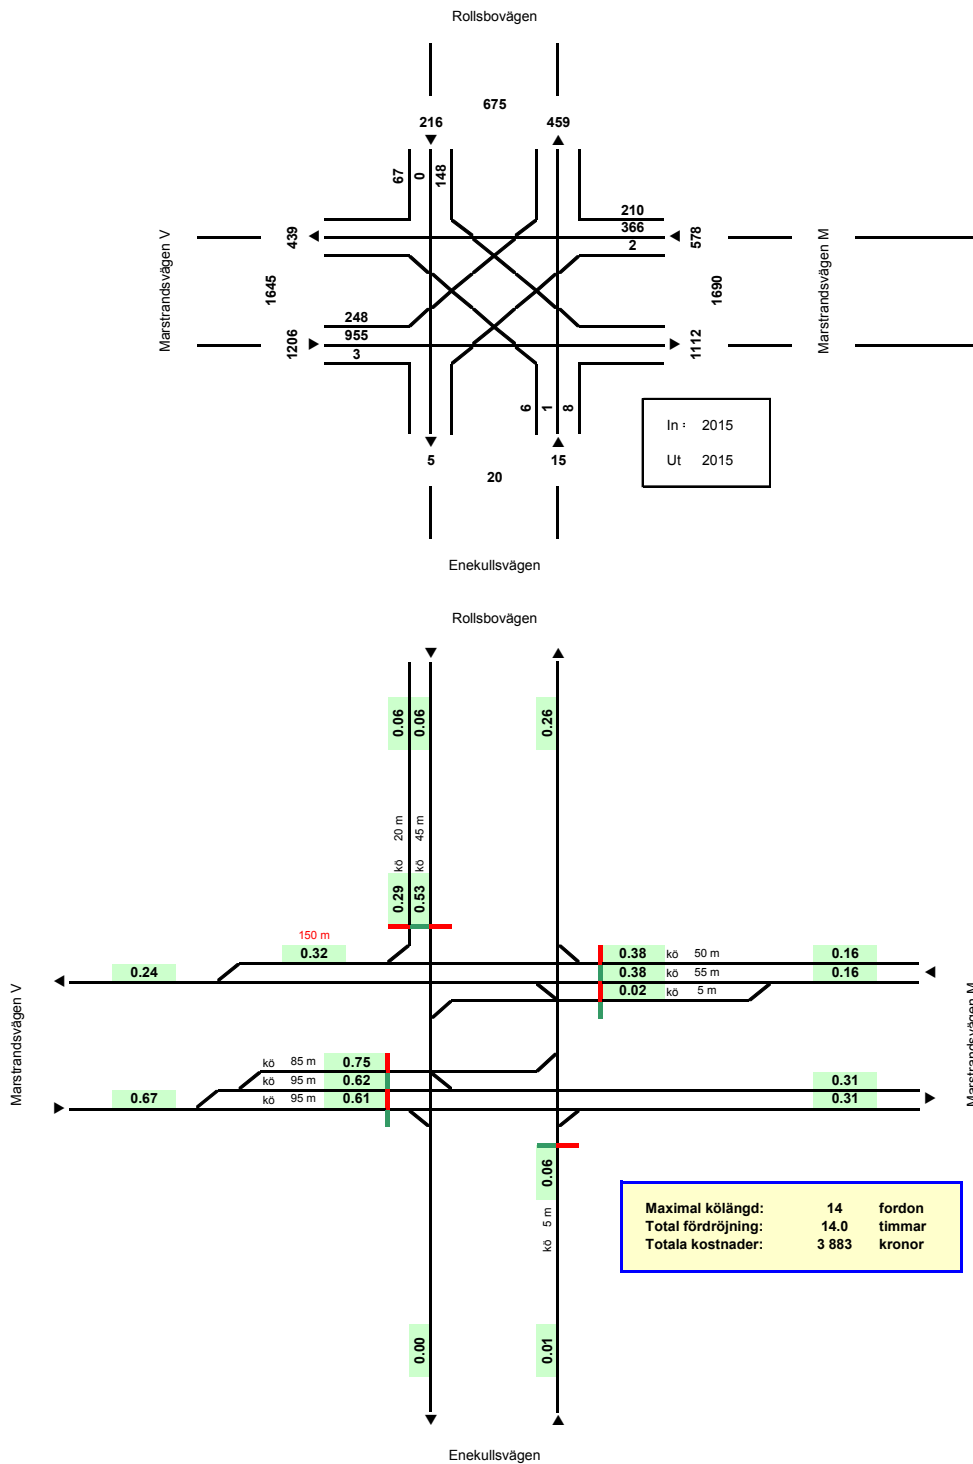 Rollsbovägen
675
216
459
67
0
148
210
366
2
439
578
Marstrandsvägen V
1645
1690
Marstrandsvägen M
248
955
3
1206
1112
6
1
8
In : 2015
Ut 2015
5
15
20
Enekullsvägen
Rollsbovägen
0.06
0.06
0.26
kö 20 m
kö 45 m
0.29
0.53
150 m
0.32
0.24
0.38 kö 50 m 0.16
0.38 kö 55 m 0.16
0.02 kö 5 m
Marstrandsvägen V
Marstrandsvägen M
kö 85 m 0.75
kö 95 m 0.62
kö 95 m 0.61
0.67
0.31
0.31
0.06
kö 5 m
Maximal kölängd: 14 fordon
Total fördröjning: 14.0 timmar
Totala kostnader: 3 883 kronor
0.00
0.01
Enekullsvägen